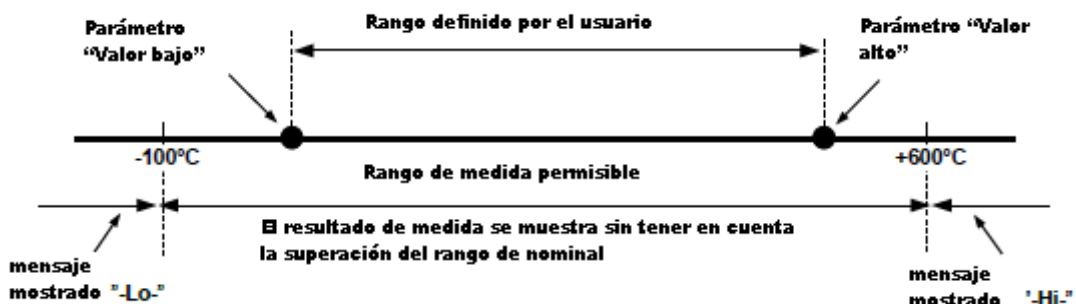 Parámetro
“Valor bajo”
Rango definido por el usuario
Parámetro “Valor
alto”
-100ºC
+600ºC
Rango de medida permisible
El resultado de medida se muestra sin tener en cuenta
la superación del rango de nominal
mensaje
mostrado "-Lo-"
mensaje
mostrado '-Hi-"